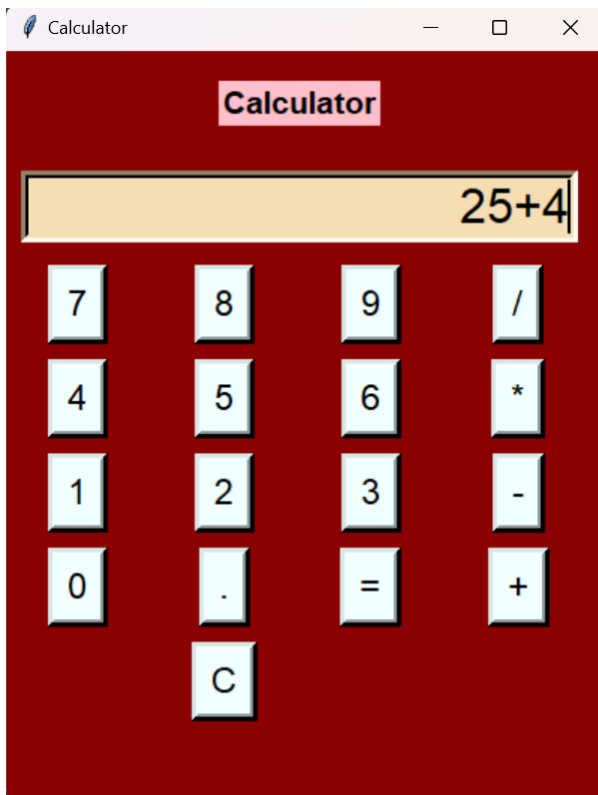 Calculator
Calculator
25+4
7 8 9 /
4 5 6 *
1 2 3 -
0 . = +
C